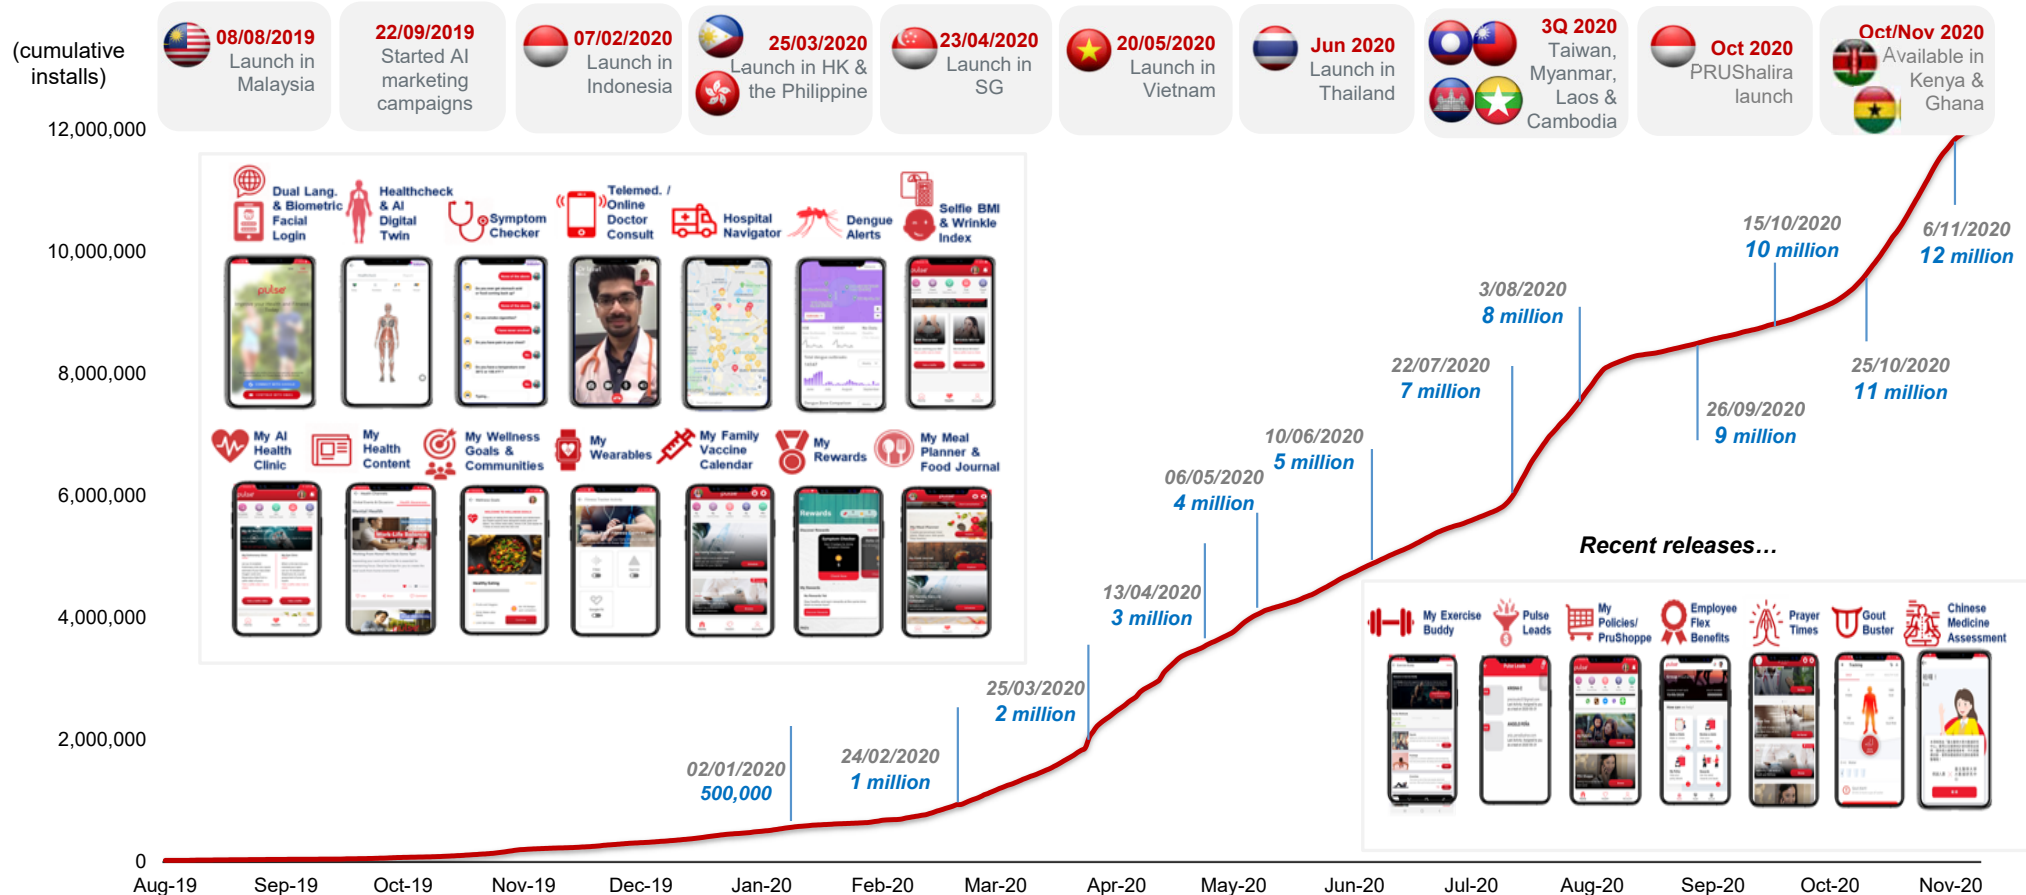 (cumulative
installs)
08/08/2019
Launch in
Malaysia
22/09/2019
Started AI
marketing
campaigns
07/02/2020
Launch in
Indonesia
25/03/2020
Launch in HK &
the Philippine
23/04/2020
Launch in
SG
20/05/2020
Launch in
Vietnam
Jun 2020
Launch in
Thailand
3Q 2020
Taiwan,
Myanmar,
Laos &
Cambodia
Oct 2020
PRUShalira
launch
Oct/Nov 2020
Available in
Kenya &
Ghana
12,000,000
10,000,000
8,000,000
6,000,000
4,000,000
2,000,000
0
Dual Lang.
& Biometric
Facial
Login
Healthcheck
& AI
Digital
Twin
Symptom
Checker
Telemed. /
Online
Doctor
Consult
Hospital
Navigator
Dengue
Alerts
Selfie BMI
& Wrinkle
Index
pulse
My AI
Health
Clinic
My
Health
Content
My Wellness
Goals &
Communities
My
Wearables
My Family
Vaccine
Calendar
My
Rewards
My Meal
Planner &
Food Journal
Work-Life Balance
Rewards
02/01/2020
500,000
24/02/2020
1 million
25/03/2020
2 million
13/04/2020
3 million
06/05/2020
4 million
10/06/2020
5 million
22/07/2020
7 million
3/08/2020
8 million
26/09/2020
9 million
15/10/2020
10 million
25/10/2020
11 million
6/11/2020
12 million
Recent releases…
My Exercise
Buddy
Pulse
Leads
My
Policies/
PruShoppe
Employee
Flex
Benefits
Prayer
Times
Gout
Buster
Chinese
Medicine
Assessment
Aug-19
Sep-19
Oct-19
Nov-19
Dec-19
Jan-20
Feb-20
Mar-20
Apr-20
May-20
Jun-20
Jul-20
Aug-20
Sep-20
Oct-20
Nov-20